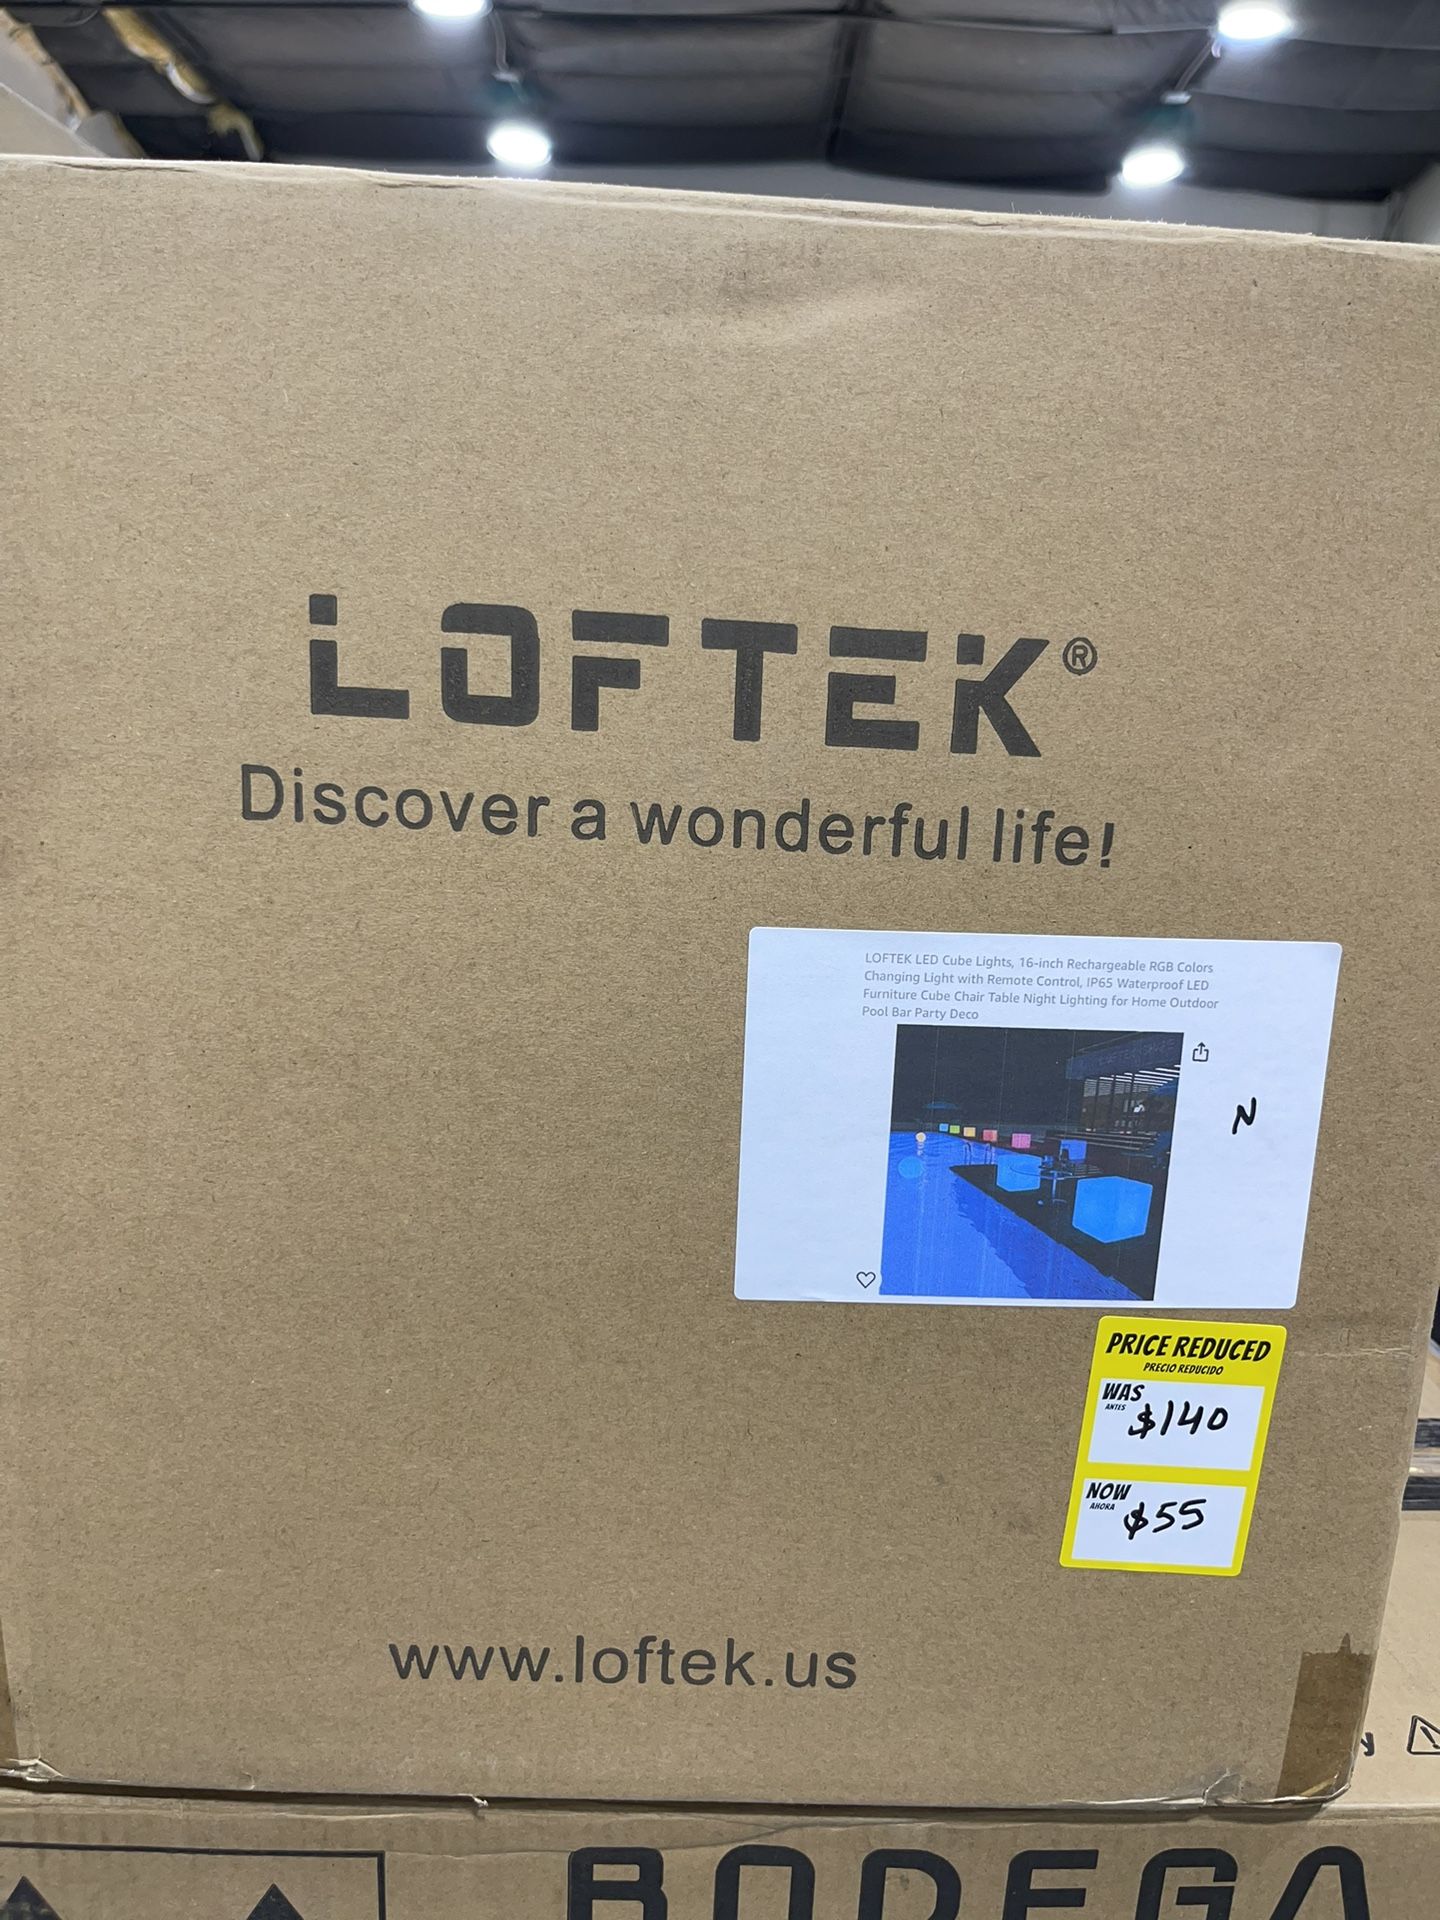 LOFTEK®
Discover a wonderful life!
LOFTEK LED Cube Lights, 16-inch Rechargeable RGB Colors
Changing Light with Remote Control, IP65 Waterproof LED
Furniture Cube Chair Table Night Lighting for Home Outdoor
Pool Bar Party Deco
N
PRICE REDUCED
PRECIO REDUCIDO
WAS
ANTES
$140
NOW
AHORA
$55
www.loftek.us
BODEGA